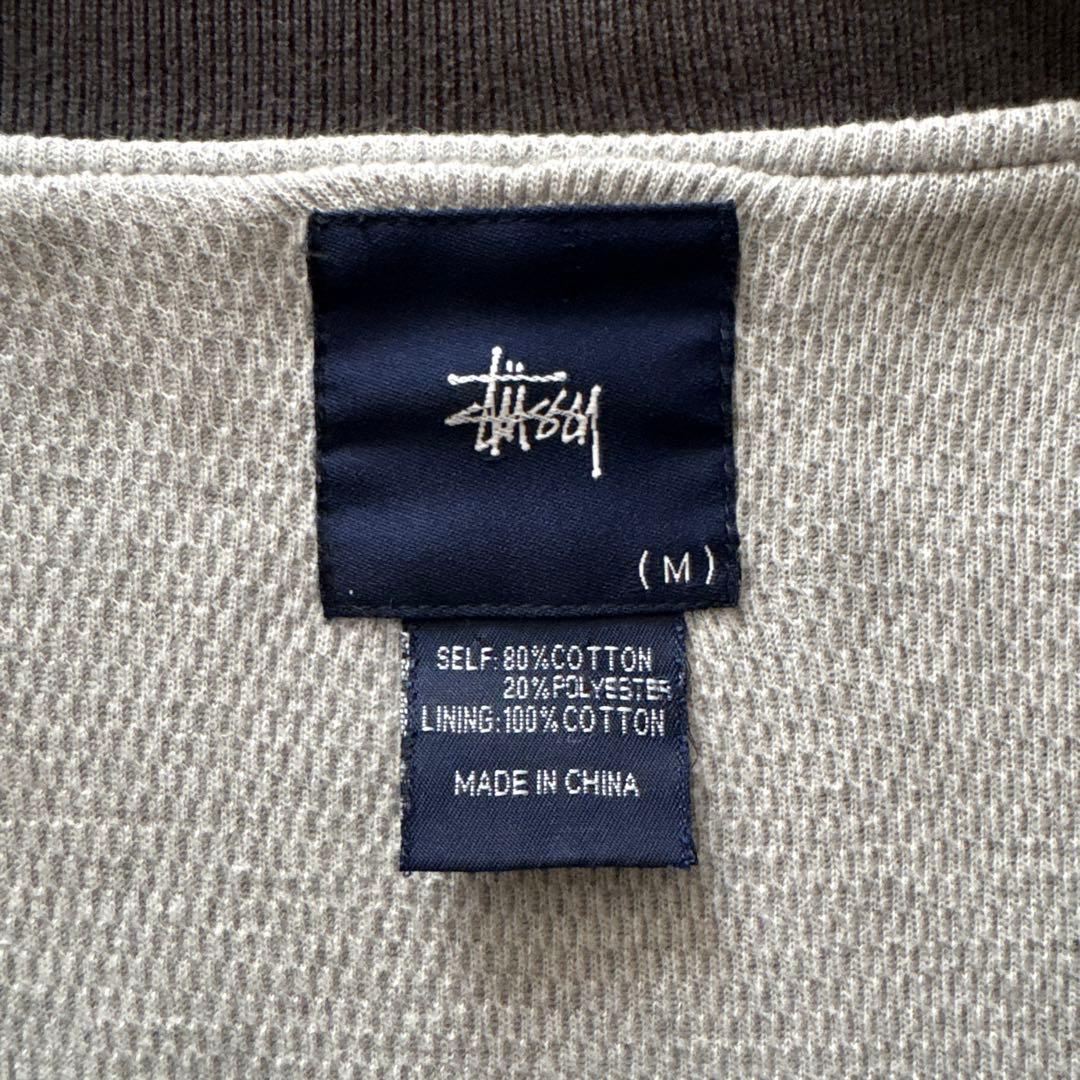 Stüssy
(M)
SELF: 80% COTTON
20% POLYESTER
LINING: 100% COTTON
MADE IN CHINA